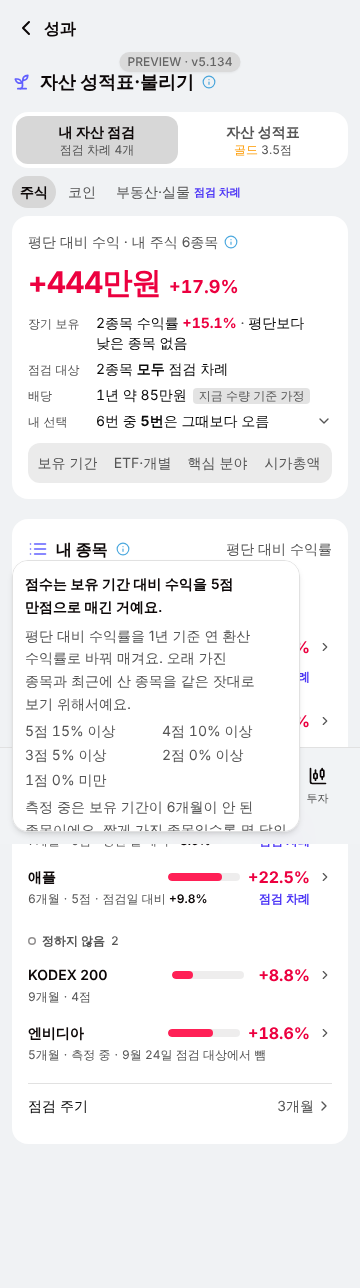 성과
PREVIEW · v5.134
자산 성적표·불리기
내 자산 점검
점검 차례 4개
자산 성적표
골드 3.5점
주식
코인
부동산·실물 점검 차례
평단 대비 수익 · 내 주식 6종목
+444만원 +17.9%
장기 보유 2종목 수익률 +15.1% · 평단보다
낮은 종목 없음
점검 대상 2종목 모두 점검 차례
배당 1년 약 85만원 지금 수량 기준 가정
내 선택 6번 중 5번은 그때보다 오름
보유 기간 ETF·개별 핵심 분야 시가총액
내 종목 평단 대비 수익률
점수는 보유 기간 대비 수익을 5점
만점으로 매긴 거예요.
평단 대비 수익률을 1년 기준 연 환산
수익률로 바꿔 매겨요. 오래 가진
종목과 최근에 산 종목을 같은 잣대로
보기 위해서예요.
5점 15% 이상 4점 10% 이상
3점 5% 이상 2점 0% 이상
1점 0% 미만
측정 중은 보유 기간이 6개월이 안 된
%
%
투자
애플 +22.5%
6개월 · 5점 · 점검일 대비 +9.8% 점검 차례
정하지 않음 2
KODEX 200 +8.8%
9개월 · 4점
엔비디아 +18.6%
5개월 · 측정 중 · 9월 24일 점검 대상에서 뺌
점검 주기 3개월